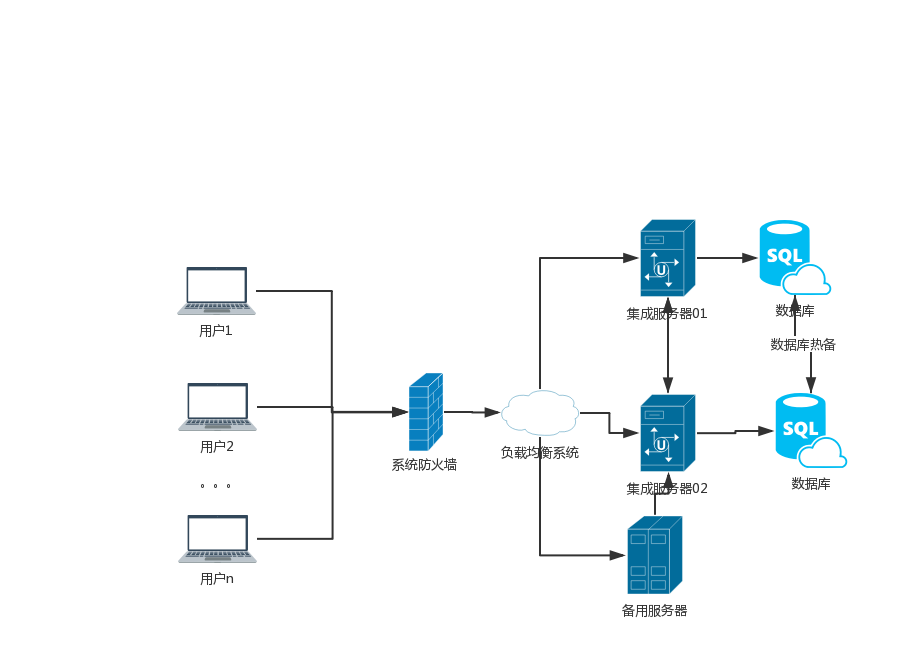 用户1
用户2
。。。
用户n
系统防火墙
负载均衡系统
集成服务器01
U
集成服务器02
U
备用服务器
SQL
数据库
数据库热备
SQL
数据库